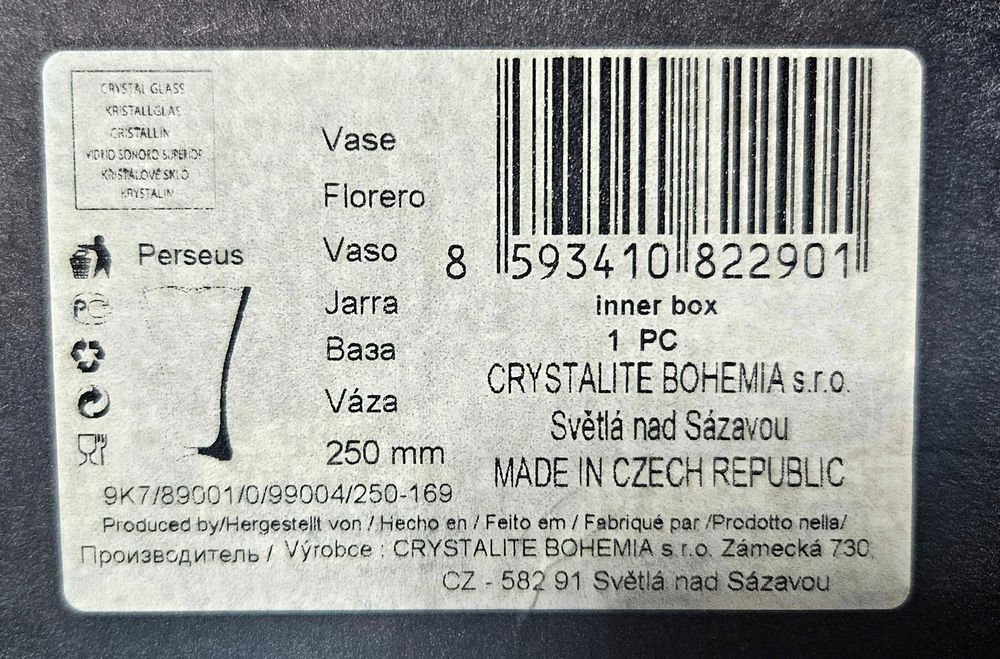 CRYSTAL GLASS
KRISTALLGLAS
CRISTALLIN
VIDRIO SONORO SUPERIOR
KŘIŠŤÁLOVÉ SKLO
KRYSTALIN
Perseus
Vase
Florero
Vaso
Jarra
Ваза
Váza
250 mm
8 593410 822901
inner box
1 PC
CRYSTALITE BOHEMIA s.r.o.
Světlá nad Sázavou
MADE IN CZECH REPUBLIC
9K7/89001/0/99004/250-169
Produced by/Hergestellt von / Hecho en / Feito em / Fabriqué par /Prodotto nella/
Производитель / Výrobce : CRYSTALITE BOHEMIA s r.o. Zámecká 730,
CZ - 582 91 Světlá nad Sázavou